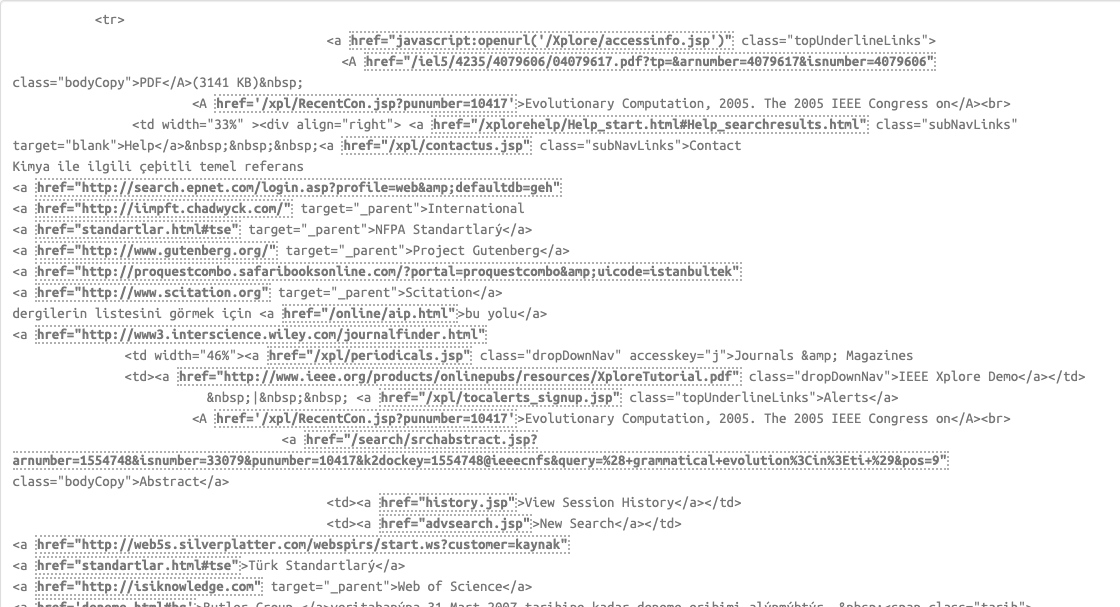 <tr>
<a href="javascript:openurl('/Xplore/accessinfo.jsp')" class="topUnderlineLinks">
<A href="/iel5/4235/4079606/04079617.pdf?tp=&arnumber=4079617&isnumber=4079606"
class="bodyCopy">PDF</A>(3141 KB)&nbsp;
<A href='/xpl/RecentCon.jsp?punumber=10417'>Evolutionary Computation, 2005. The 2005 IEEE Congress on</A><br>
<td width="33%" ><div align="right"> <a href="/xplorehelp/Help_start.html#Help_searchresults.html" class="subNavLinks"
target="blank">Help</a>&nbsp;&nbsp;&nbsp;<a href="/xpl/contactus.jsp" class="subNavLinks">Contact
Kimya ile ilgili çeþitli temel referans
<a href="http://search.epnet.com/login.asp?profile=web&amp;defaultdb=geh"
<a href="http://iimpft.chadwyck.com/" target="_parent">International
<a href="standartlar.html#tse" target="_parent">NFPA Standartlarý</a>
<a href="http://www.gutenberg.org/" target="_parent">Project Gutenberg</a>
<a href="http://proquestcombo.safaribooksonline.com/?portal=proquestcombo&amp;uicode=istanbultek"
<a href="http://www.scitation.org" target="_parent">Scitation</a>
dergilerin listesini görmek için <a href="/online/aip.html">bu yolu</a>
<a href="http://www3.interscience.wiley.com/journalfinder.html"
<td width="46%"><a href="/xpl/periodicals.jsp" class="dropDownNav" accesskey="j">Journals &amp; Magazines
<td><a href="http://www.ieee.org/products/onlinepubs/resources/XploreTutorial.pdf" class="dropDownNav">IEEE Xplore Demo</a></td>
&nbsp;|&nbsp;&nbsp; <a href="/xpl/tocalerts_signup.jsp" class="topUnderlineLinks">Alerts</a>
<A href='/xpl/RecentCon.jsp?punumber=10417'>Evolutionary Computation, 2005. The 2005 IEEE Congress on</A><br>
<a href="/search/srchabstract.jsp?
arnumber=1554748&isnumber=33079&punumber=10417&k2dockey=1554748@ieeecnfs&query=%28+grammatical+evolution%3Cin%3Eti+%29&pos=9"
class="bodyCopy">Abstract</a>
<td><a href="history.jsp">View Session History</a></td>
<td><a href="advsearch.jsp">New Search</a></td>
<a href="http://web5s.silverplatter.com/webspirs/start.ws?customer=kaynak"
<a href="standartlar.html#tse">Türk Standartlarý</a>
<a href="http://isiknowledge.com" target="_parent">Web of Science</a>